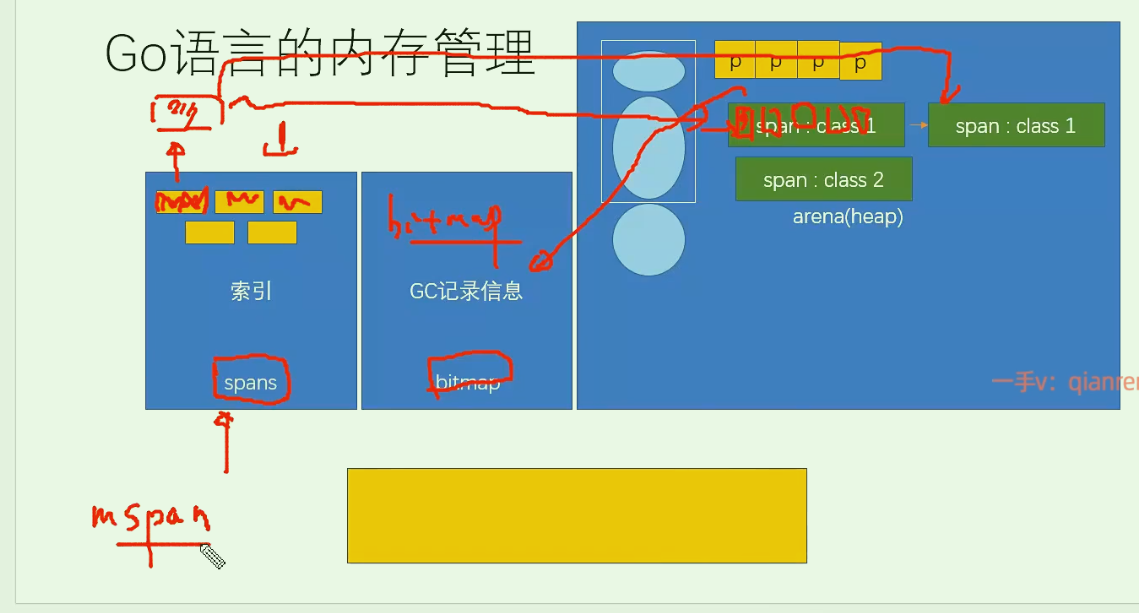 Go语言的内存管理
p p p p
span : class 1
span : class 1
span : class 2
arena(heap)
bitmap
索引
GC记录信息
spans
bitmap
一手v：qianren
mspan